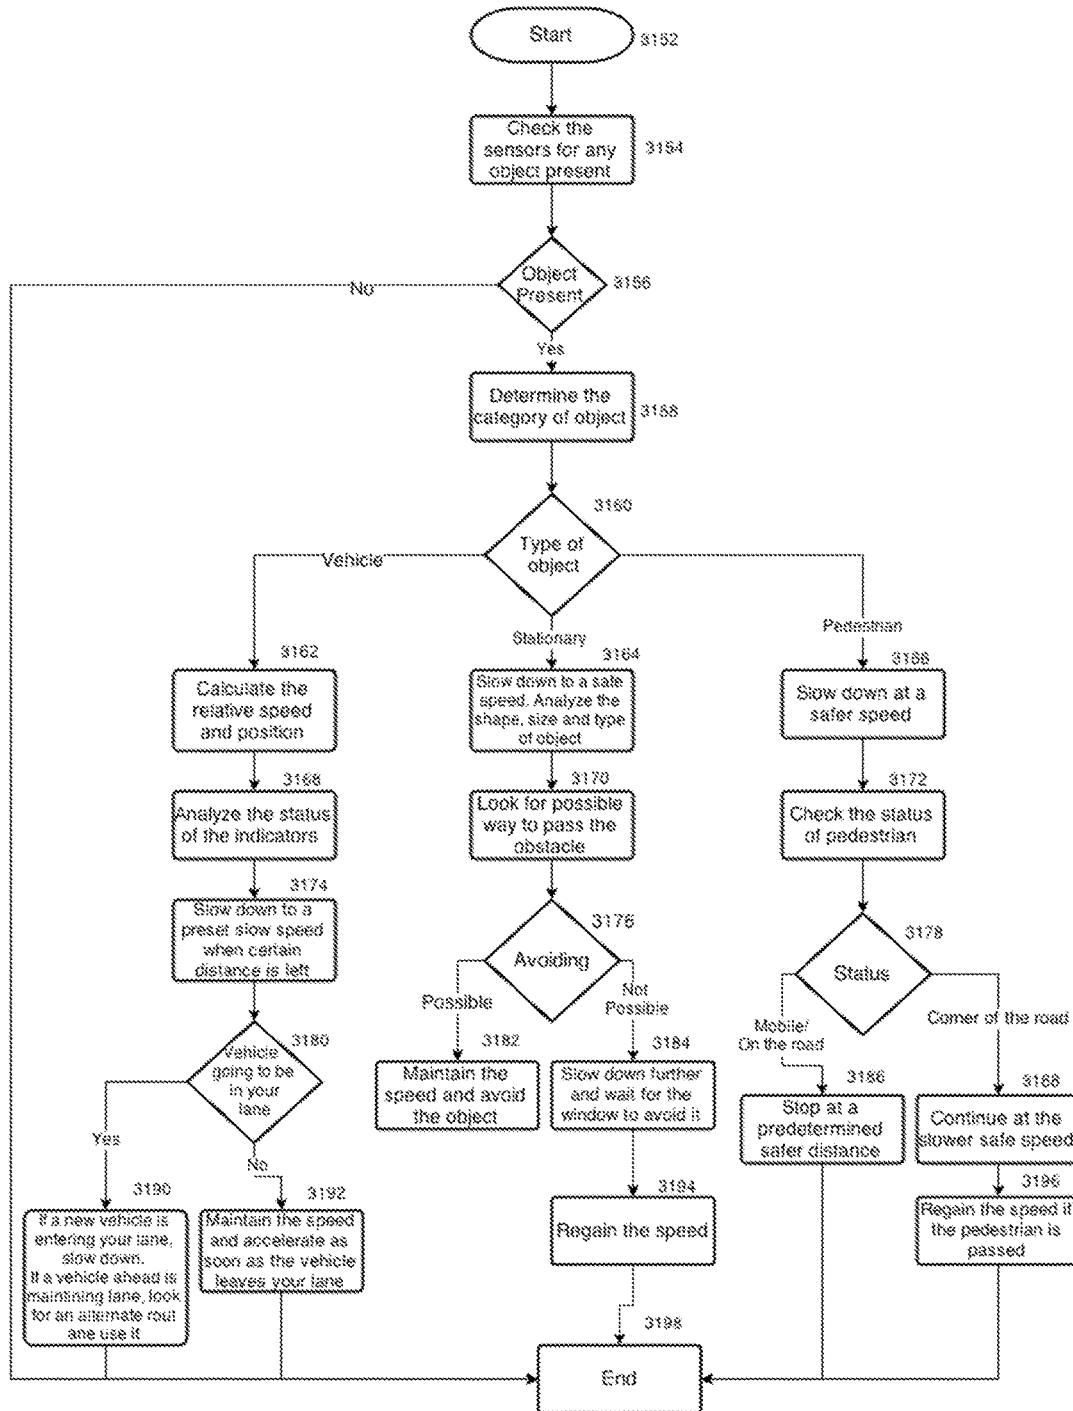 Start
3152
Check the
sensors for any
object present
3154
Object
Present
3156
No
Yes
Determine the
category of object
3158
3160
Type of
object
Vehicle
Stationary
Pedestrian
3162
Calculate the
relative speed
and position
3164
Slow down to a safe
speed. Analyze the
shape, size and type
of object
3166
Slow down at a
safer speed
3168
Analyze the status
of the indicators
3170
Look for possible
way to pass the
obstacle
3172
Check the status
of pedestrian
3174
Slow down to a
preset slow speed
when certain
distance is left
3176
Avoiding
3178
Status
Possible
Not
Possible
Mobile/
On the road
Corner of the road
3180
Vehicle
going to be
in your
lane
3182
Maintain the
speed and avoid
the object
3184
Slow down further
and wait for the
window to avoid it
3186
Stop at a
predetermined
safer distance
3168
Continue at the
slower safe speed
Yes
No
3190
If a new vehicle is
entering your lane,
slow down.
If a vehicle ahead is
maintining lane, look
for an alternate rout
ane use it
3192
Maintain the speed
and accelerate as
soon as the vehicle
leaves your lane
3194
Regain the speed
3196
Regain the speed if
the pedestrian is
passed
3198
End